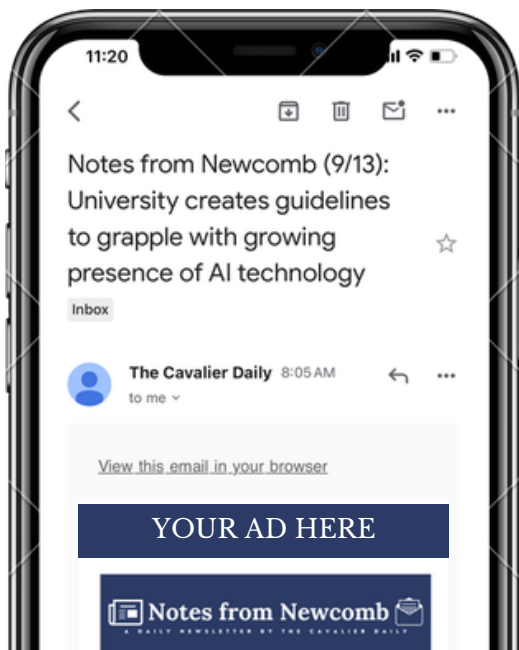 11:20
Notes from Newcomb (9/13):
University creates guidelines
to grapple with growing
presence of AI technology
Inbox
The Cavalier Daily 8:05 AM
to me
View this email in your browser
YOUR AD HERE
Notes from Newcomb
A DAILY NEWSLETTER BY THE CAVALIER DAILY